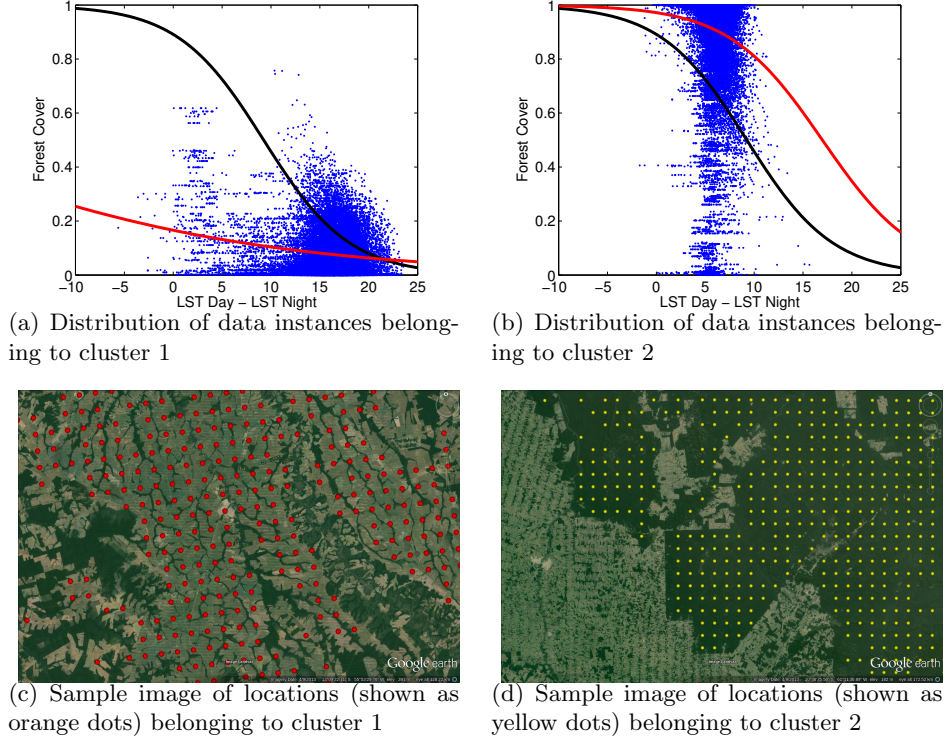 1
0.8
0.6
0.4
0.2
0
Forest Cover
−10 −5 0 5 10 15 20 25
LST Day − LST Night
(a) Distribution of data instances belong-
ing to cluster 1
1
0.8
0.6
0.4
0.2
0
Forest Cover
−10 −5 0 5 10 15 20 25
LST Day − LST Night
(b) Distribution of data instances belong-
ing to cluster 2
Google earth
(c) Sample image of locations (shown as
orange dots) belonging to cluster 1
Google earth
(d) Sample image of locations (shown as
yellow dots) belonging to cluster 2